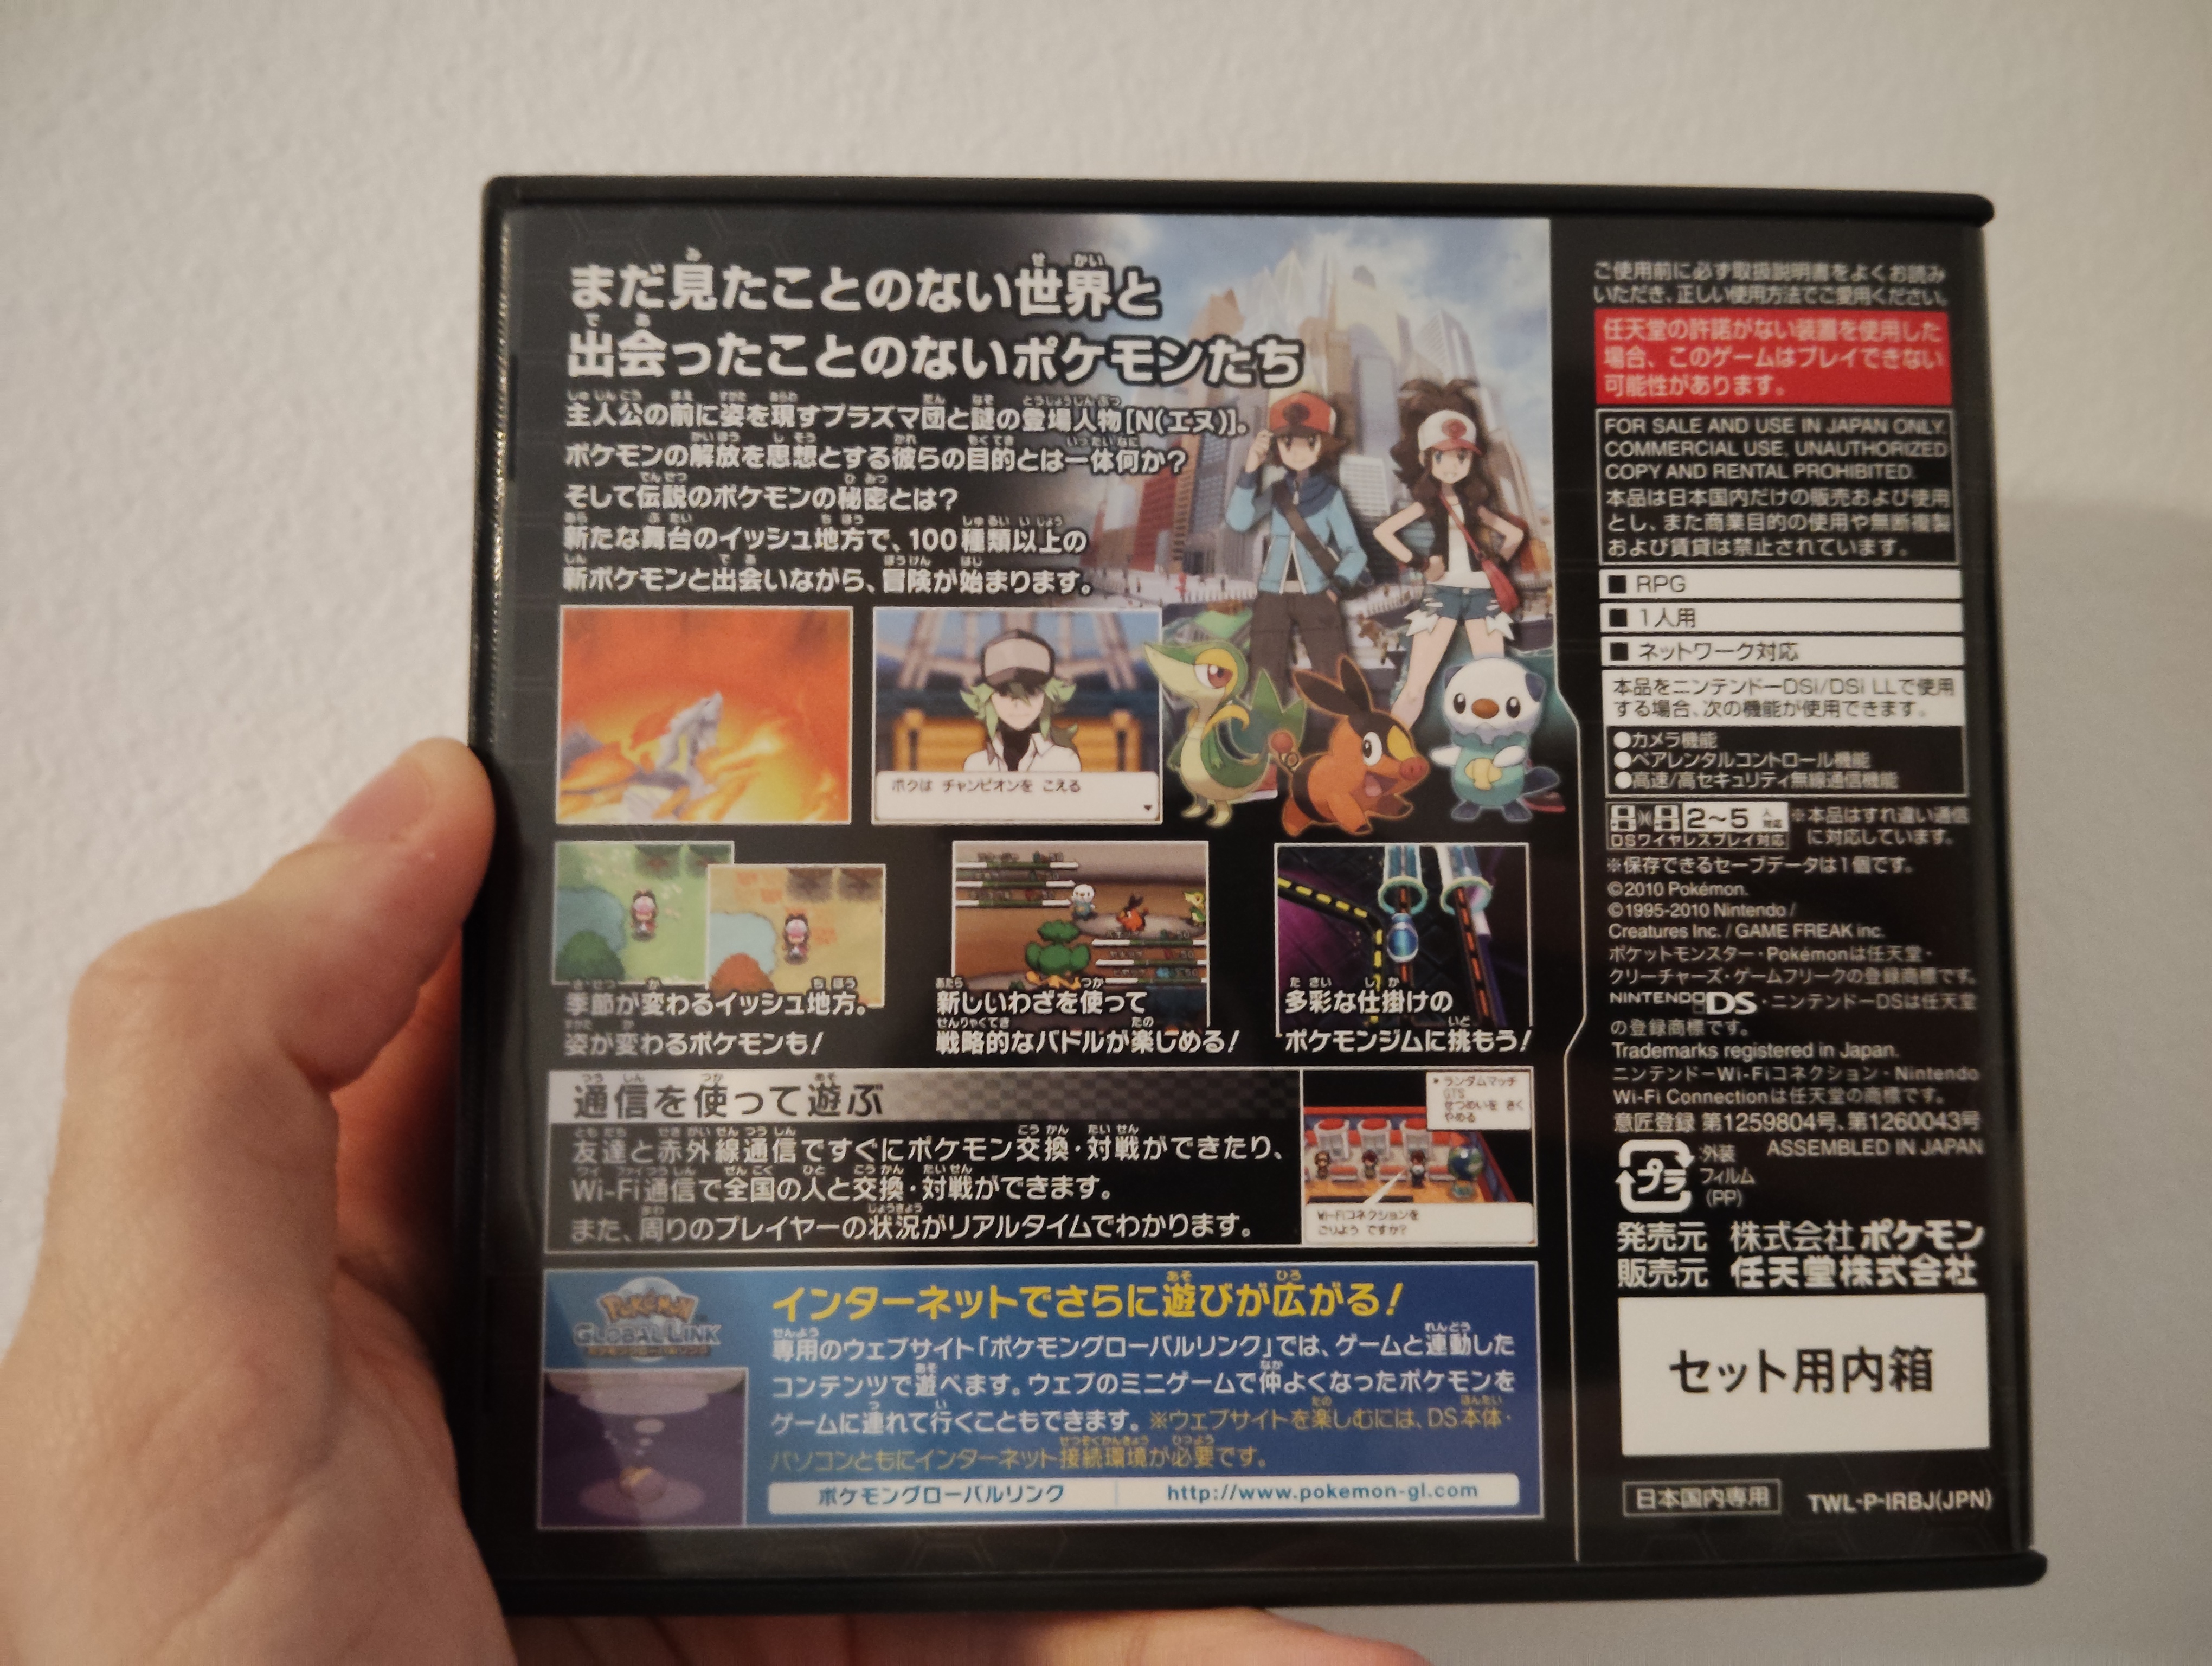 まだ見たことのない世界と
出会ったことのないポケモンたち
主人公の前に姿を現すプラズマ団と謎の登場人物[N(エヌ)]。
ポケモンの解放を思想とする彼らの目的とは一体何か？
そして伝説のポケモンの秘密とは？
新たな舞台のイッシュ地方で、100種類以上の
新ポケモンと出会いながら、冒険が始まります。
ボクは チャンピオンを こえる
季節が変わるイッシュ地方。
姿が変わるポケモンも！
新しいわざを使って
戦略的なバトルが楽しめる！
多彩な仕掛けの
ポケモンジムに挑もう！
通信を使って遊ぶ
友達と赤外線通信ですぐにポケモン交換・対戦ができたり、
Wi-Fi通信で全国の人と交換・対戦ができます。
また、周りのプレイヤーの状況がリアルタイムでわかります。
ランダムマッチ
GTS
せつめいを きく
やめる
Wi-Fiコネクションを
ごりよう ですか？
Pokémon
GLOBAL LINK
ポケモングローバルリンク
インターネットでさらに遊びが広がる！
専用のウェブサイト「ポケモングローバルリンク」では、ゲームと連動した
コンテンツで遊べます。ウェブのミニゲームで仲よくなったポケモンを
ゲームに連れて行くこともできます。※ウェブサイトを楽しむには、DS本体・
パソコンともにインターネット接続環境が必要です。
ポケモングローバルリンク http://www.pokemon-gl.com
ご使用前に必ず取扱説明書をよくお読み
いただき、正しい使用方法でご愛用ください。
任天堂の許諾がない装置を使用した
場合、このゲームはプレイできない
可能性があります。
FOR SALE AND USE IN JAPAN ONLY.
COMMERCIAL USE, UNAUTHORIZED
COPY AND RENTAL PROHIBITED.
本品は日本国内だけの販売および使用
とし、また商業目的の使用や無断複製
および賃貸は禁止されています。
■ RPG
■ 1人用
■ ネットワーク対応
本品をニンテンドーDSi/DSi LLで使用
する場合、次の機能が使用できます。
●カメラ機能
●ペアレンタルコントロール機能
●高速/高セキュリティ無線通信機能
2〜5人対応
DSワイヤレスプレイ対応
※本品はすれ違い通信
に対応しています。
※保存できるセーブデータは1個です。
©2010 Pokémon.
©1995-2010 Nintendo/
Creatures Inc. / GAME FREAK inc.
ポケットモンスター・Pokémonは任天堂・
クリーチャーズ・ゲームフリークの登録商標です。
NINTENDO DS・ニンテンドーDSは任天堂
の登録商標です。
Trademarks registered in Japan.
ニンテンドーWi-Fiコネクション・Nintendo
Wi-Fi Connectionは任天堂の商標です。
意匠登録 第1259804号、第1260043号
ASSEMBLED IN JAPAN
プラ
外装
フィルム
(PP)
発売元 株式会社ポケモン
販売元 任天堂株式会社
セット用内箱
日本国内専用
TWL-P-IRBJ(JPN)